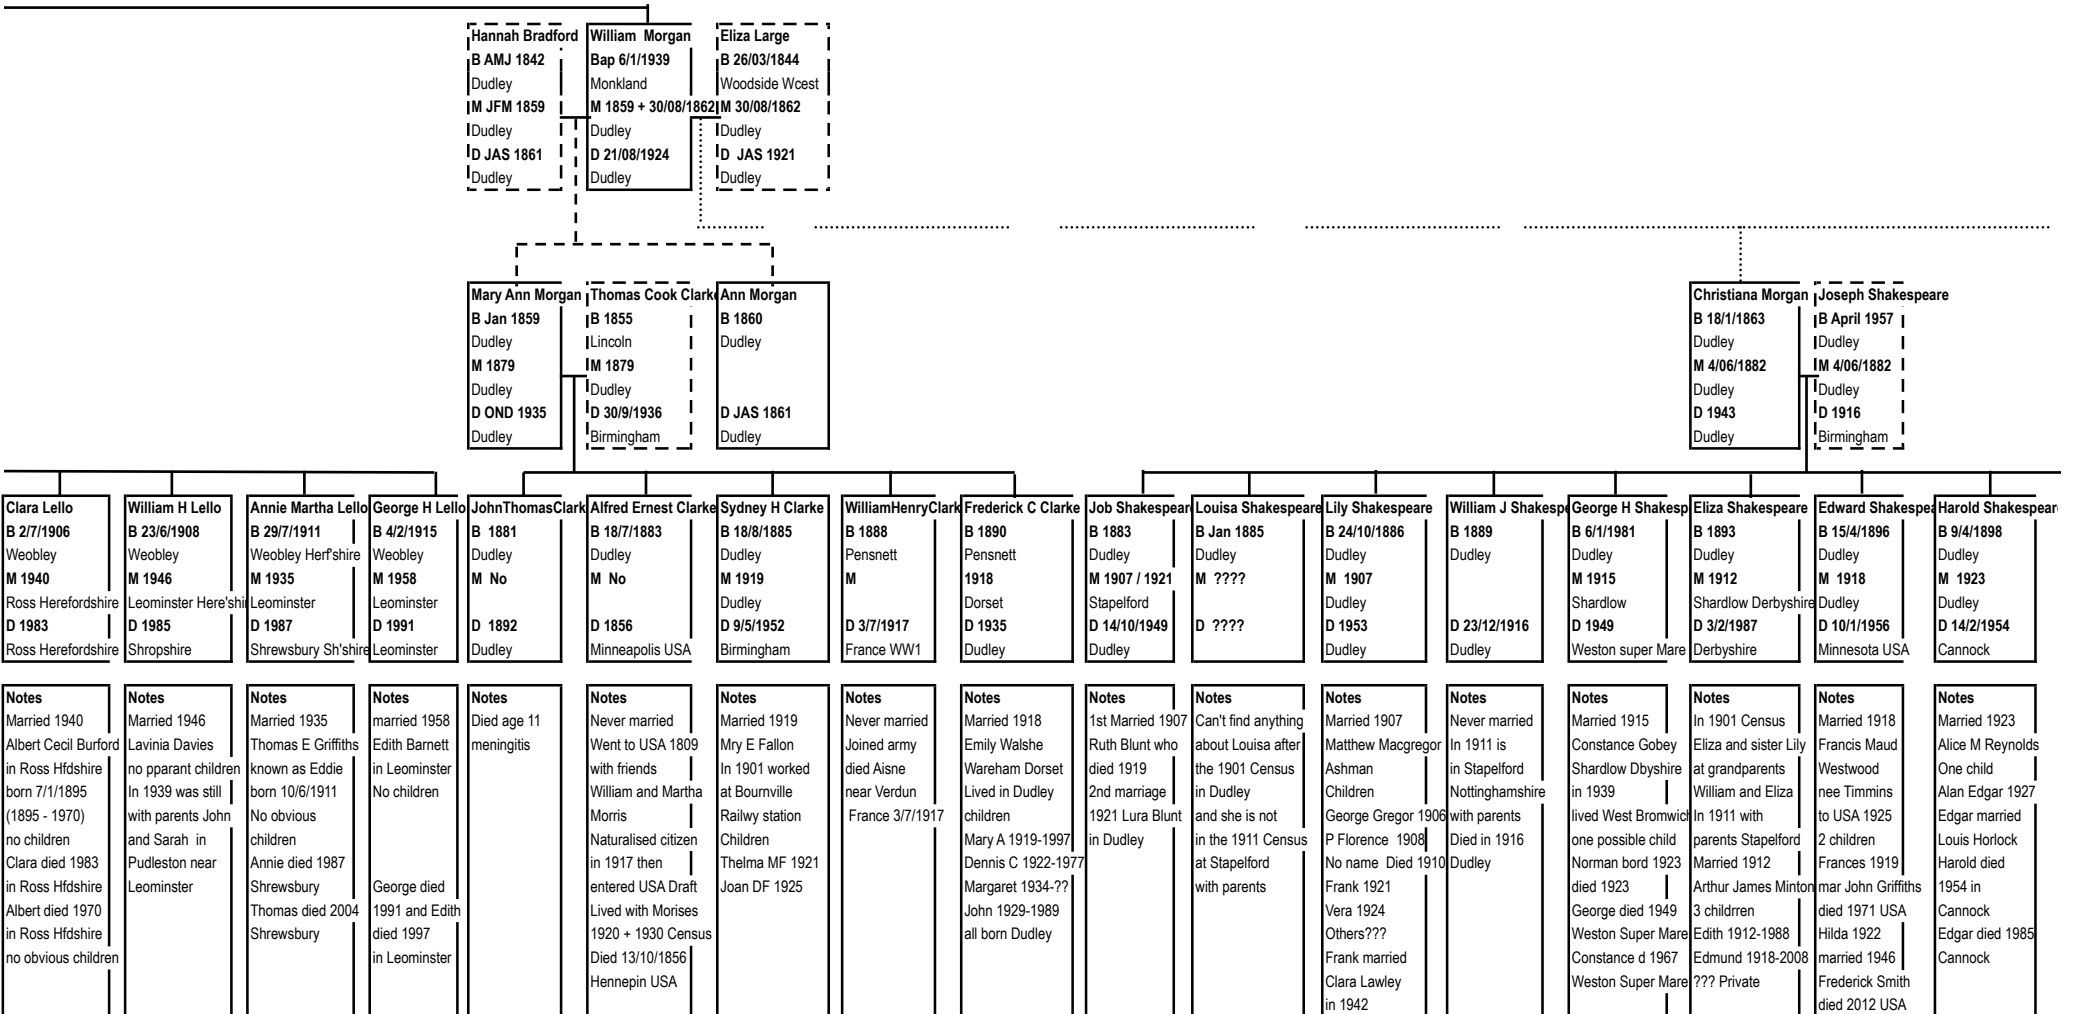 Hannah Bradford
B AMJ 1842
Dudley
M JFM 1859
Dudley
D JAS 1861
Dudley
William Morgan
Bap 6/1/1939
Monkland
M 1859 + 30/08/1862
Dudley
D 21/08/1924
Dudley
Eliza Large
B 26/03/1844
Woodside Wcest
M 30/08/1862
Dudley
D JAS 1921
Dudley
Mary Ann Morgan
B Jan 1859
Dudley
M 1879
Dudley
D OND 1935
Dudley
Thomas Cook Clarke
B 1855
Lincoln
M 1879
Dudley
D 30/9/1936
Birmingham
Ann Morgan
B 1860
Dudley
D JAS 1861
Dudley
Christiana Morgan
B 18/1/1863
Dudley
M 4/06/1882
Dudley
D 1943
Dudley
Joseph Shakespeare
B April 1957
Dudley
M 4/06/1882
Dudley
D 1916
Birmingham
Clara Lello
B 2/7/1906
Weobley
M 1940
Ross Herefordshire
D 1983
Ross Herefordshire
William H Lello
B 23/6/1908
Weobley
M 1946
Leominster Here'shi
D 1985
Shropshire
Annie Martha Lello
B 29/7/1911
Weobley Herf'shire
M 1935
Leominster
D 1987
Shrewsbury Sh'shire
George H Lello
B 4/2/1915
Weobley
M 1958
Leominster
D 1991
Leominster
JohnThomasClark
B 1881
Dudley
M No
D 1892
Dudley
Alfred Ernest Clarke
B 18/7/1883
Dudley
M No
D 1856
Minneapolis USA
Sydney H Clarke
B 18/8/1885
Dudley
M 1919
Dudley
D 9/5/1952
Birmingham
WilliamHenryClark
B 1888
Pensnett
M
D 3/7/1917
France WW1
Frederick C Clarke
B 1890
Pensnett
1918
Dorset
D 1935
Dudley
Job Shakespeare
B 1883
Dudley
M 1907 / 1921
Stapelford
D 14/10/1949
Dudley
Louisa Shakespeare
B Jan 1885
Dudley
M ????
D ????
Lily Shakespeare
B 24/10/1886
Dudley
M 1907
Dudley
D 1953
Dudley
William J Shakespe
B 1889
Dudley
D 23/12/1916
Dudley
George H Shakesp
B 6/1/1981
Dudley
M 1915
Shardlow
D 1949
Weston super Mare
Eliza Shakespeare
B 1893
Dudley
M 1912
Shardlow Derbyshire
D 3/2/1987
Derbyshire
Edward Shakespea
B 15/4/1896
Dudley
M 1918
Dudley
D 10/1/1956
Minnesota USA
Harold Shakespear
B 9/4/1898
Dudley
M 1923
Dudley
D 14/2/1954
Cannock
Notes
Married 1940
Albert Cecil Burford
in Ross Hfdshire
born 7/1/1895
(1895 - 1970)
no children
Clara died 1983
in Ross Hfdshire
Albert died 1970
in Ross Hfdshire
no obvious children
Notes
Married 1946
Lavinia Davies
no pparant children
In 1939 was still
with parents John
and Sarah in
Pudleston near
Leominster
Notes
Married 1935
Thomas E Griffiths
known as Eddie
born 10/6/1911
No obvious
children
Annie died 1987
Shrewsbury
Thomas died 2004
Shrewsbury
Notes
married 1958
Edith Barnett
in Leominster
No children
George died
1991 and Edith
died 1997
in Leominster
Notes
Died age 11
meningitis
Notes
Never married
Went to USA 1809
with friends
William and Martha
Morris
Naturalised citizen
in 1917 then
entered USA Draft
Lived with Morises
1920 + 1930 Census
Died 13/10/1856
Hennepin USA
Notes
Married 1919
Mry E Fallon
In 1901 worked
at Bournville
Railwy station
Children
Thelma MF 1921
Joan DF 1925
Notes
Never married
Joined army
died Aisne
near Verdun
France 3/7/1917
Notes
Married 1918
Emily Walshe
Wareham Dorset
Lived in Dudley
children
Mary A 1919-1997
Dennis C 1922-1977
Margaret 1934-??
John 1929-1989
all born Dudley
Notes
1st Married 1907
Ruth Blunt who
died 1919
2nd marriage
1921 Lura Blunt
in Dudley
Notes
Can't find anything
about Louisa after
the 1901 Census
in Dudley
and she is not
in the 1911 Census
at Stapelford
with parents
Notes
Married 1907
Matthew Macgregor
Ashman
Children
George Gregor 1906
P Florence 1908
No name Died 1910
Frank 1921
Vera 1924
Others???
Frank married
Clara Lawley
in 1942
Notes
Never married
In 1911 is
in Stapelford
Nottinghamshire
with parents
Died in 1916
Dudley
Notes
Married 1915
Constance Gobey
Shardlow Dbyshire
in 1939
lived West Bromwich
one possible child
Norman bord 1923
died 1923
George died 1949
Weston Super Mare
Constance d 1967
Weston Super Mare
Notes
In 1901 Census
Eliza and sister Lily
at grandparents
William and Eliza
In 1911 with
parents Stapelford
Married 1912
Arthur James Minton
3 childrren
Edith 1912-1988
Edmund 1918-2008
??? Private
Notes
Married 1918
Francis Maud
Westwood
nee Timmins
to USA 1925
2 children
Frances 1919
mar John Griffiths
died 1971 USA
Hilda 1922
married 1946
Frederick Smith
died 2012 USA
Notes
Married 1923
Alice M Reynolds
One child
Alan Edgar 1927
Edgar married
Louis Horlock
Harold died
1954 in
Cannock
Edgar died 1985
Cannock